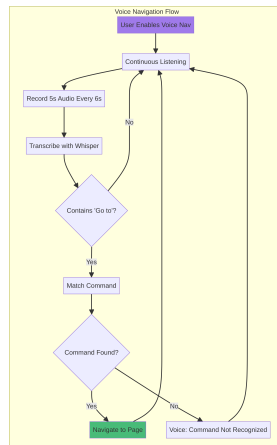 Voice Navigation Flow
User Enables Voice Nav
Continuous Listening
Record 5s Audio Every 6s
No
Transcribe with Whisper
Contains 'Go to'?
Yes
Match Command
Command Found?
Yes
No
Navigate to Page
Voice: Command Not Recognized